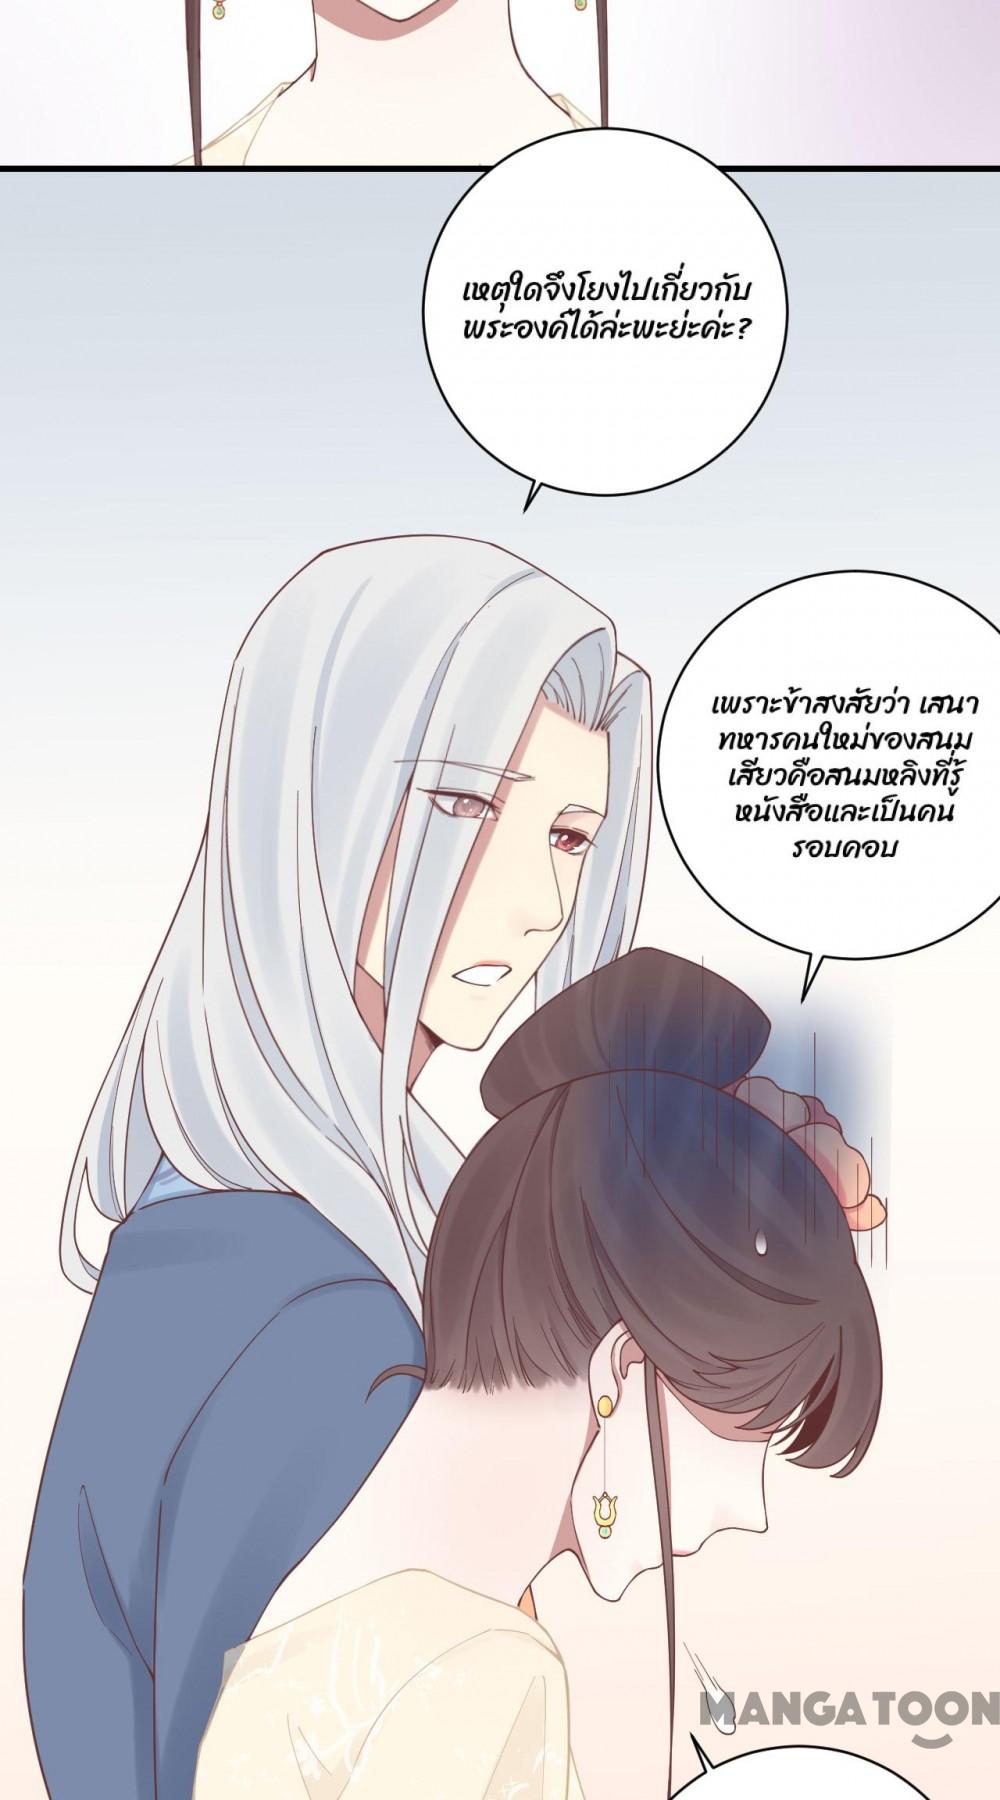 เหตุใดจึงโยงไปเกี่ยวกับ
พระองค์ได้ล่ะพะย่ะค่ะ?
เพราะข้าสงสัยว่า เสนา
ทหารคนใหม่ของสนม
เสียวคือสนมหลิงที่รู้
หนังสือและเป็นคน
รอบคอบ
MANGATOON